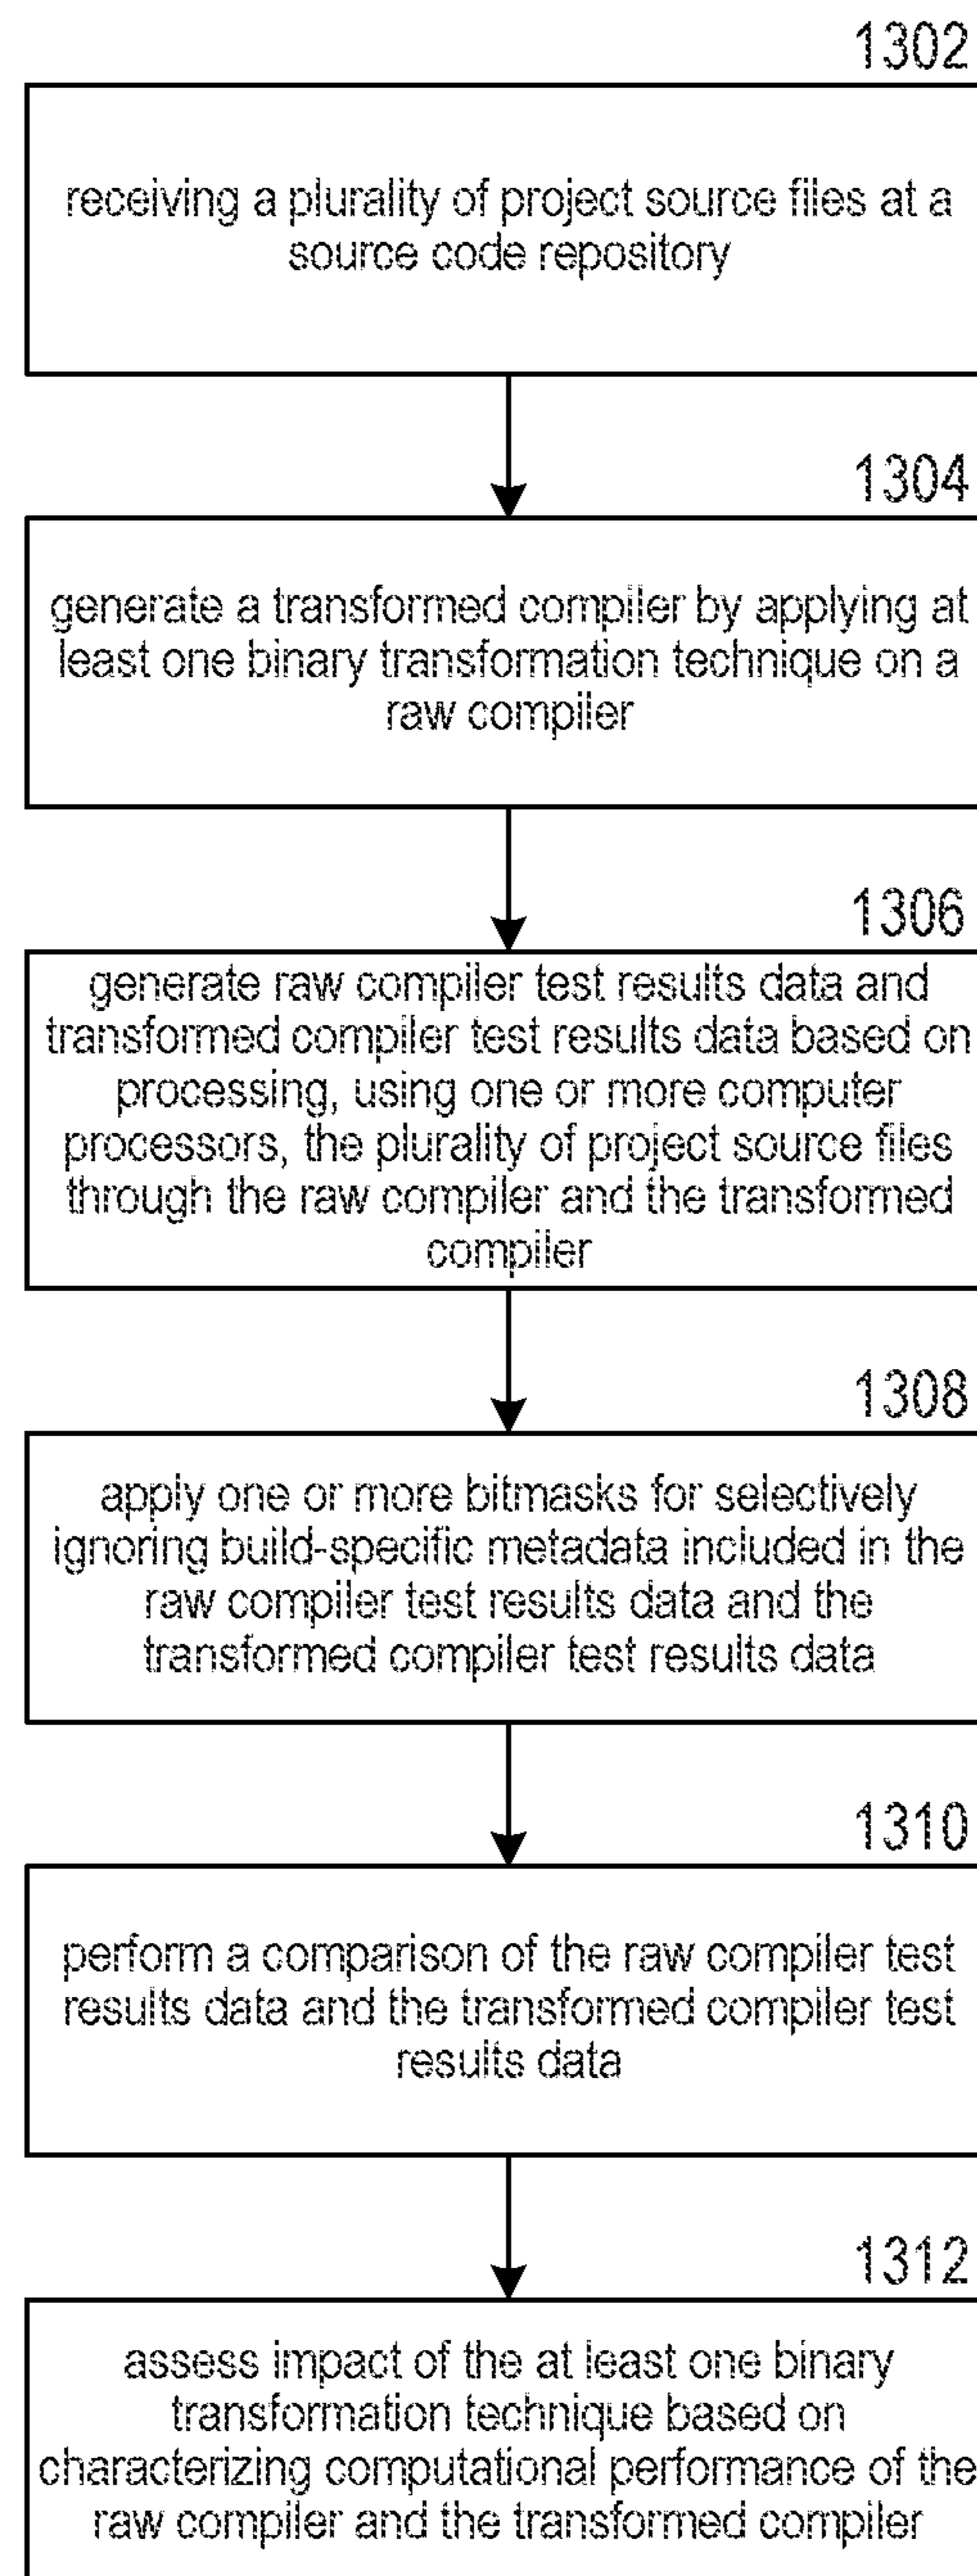 1302
receiving a plurality of project source files at a
source code repository
1304
generate a transformed compiler by applying at
least one binary transformation technique on a
raw compiler
1306
generate raw compiler test results data and
transformed compiler test results data based on
processing, using one or more computer
processors, the plurality of project source files
through the raw compiler and the transformed
compiler
1308
apply one or more bitmasks for selectively
ignoring build-specific metadata included in the
raw compiler test results data and the
transformed compiler test results data
1310
perform a comparison of the raw compiler test
results data and the transformed compiler test
results data
1312
assess impact of the at least one binary
transformation technique based on
characterizing computational performance of the
raw compiler and the transformed compiler